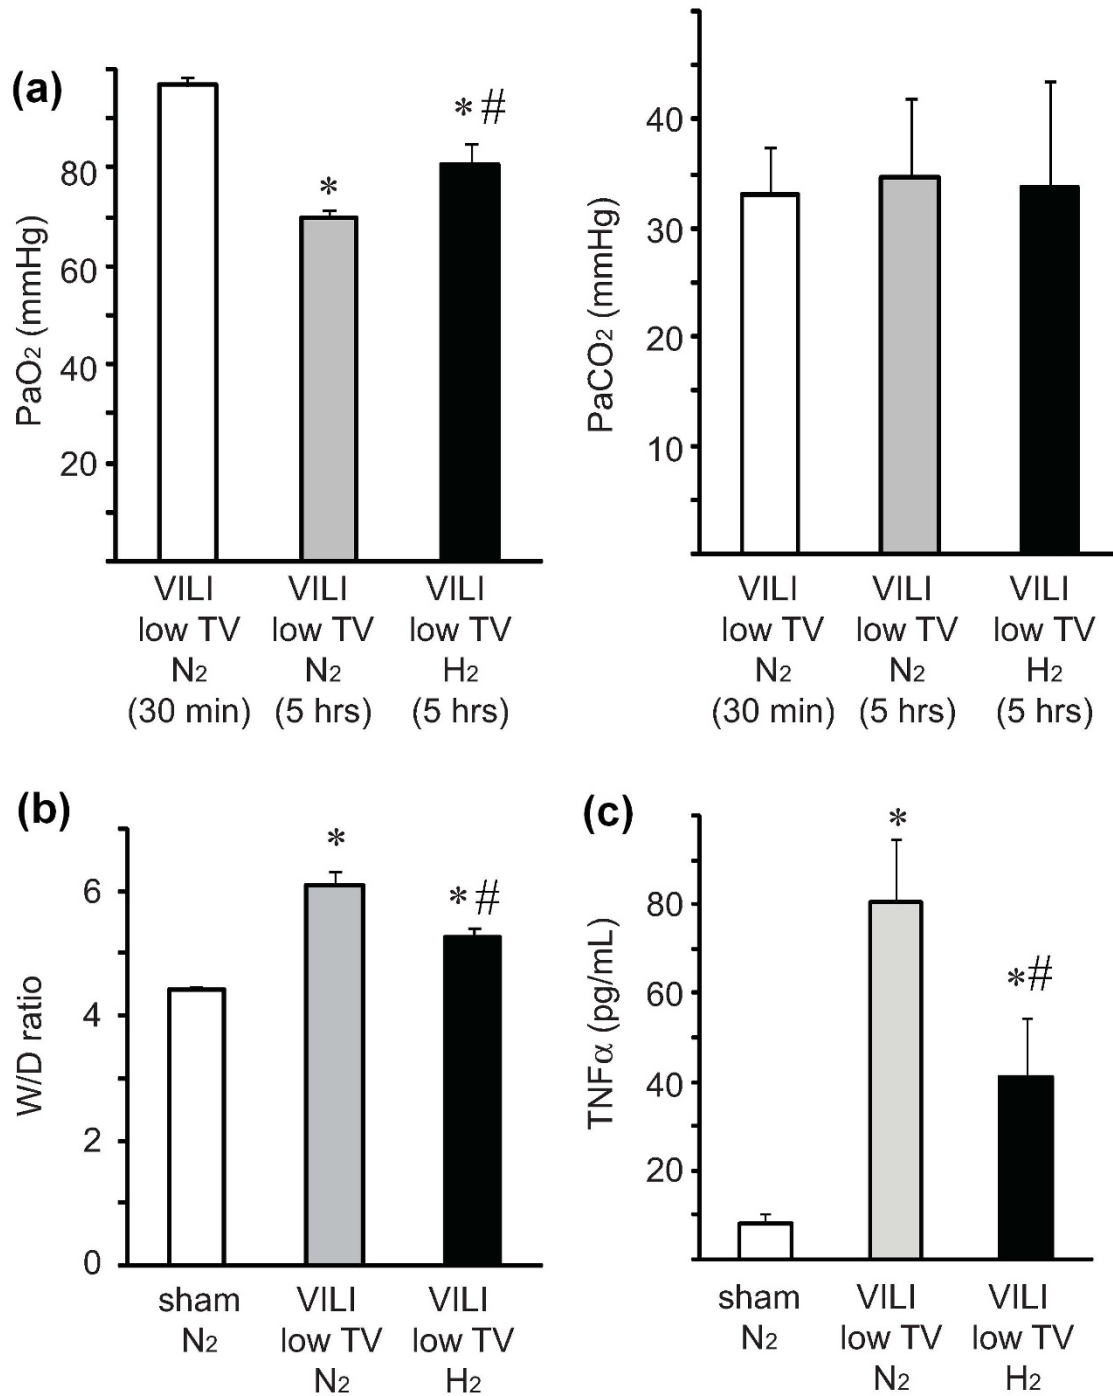 (a)
PaO2 (mmHg)
80
60
40
20
*
*#
VILI low TV N2 (30 min)
VILI low TV N2 (5 hrs)
VILI low TV H2 (5 hrs)
PaCO2 (mmHg)
40
30
20
10
VILI low TV N2 (30 min)
VILI low TV N2 (5 hrs)
VILI low TV H2 (5 hrs)
(b)
W/D ratio
6
4
2
0
*
*#
sham N2
VILI low TV N2
VILI low TV H2
(c)
TNFα (pg/mL)
80
60
40
20
*
*#
sham N2
VILI low TV N2
VILI low TV H2